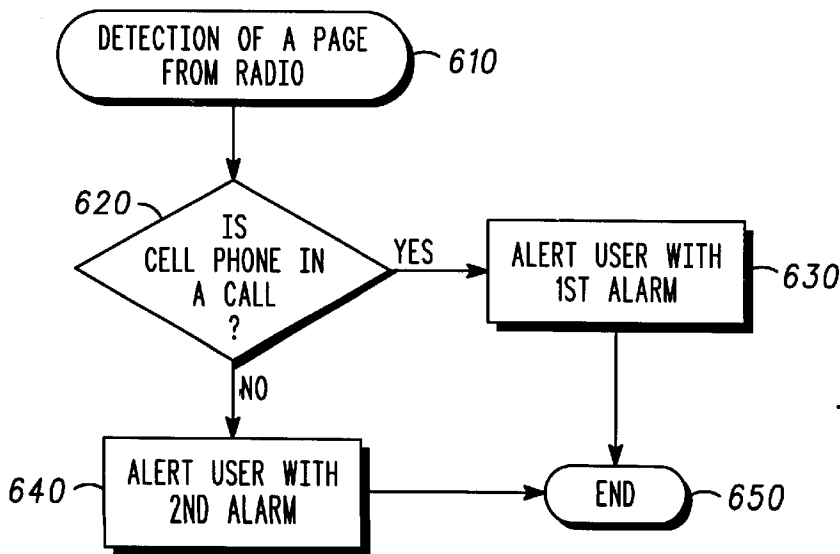 DETECTION OF A PAGE
FROM RADIO
610
620
IS
CELL PHONE IN
A CALL
?
YES
ALERT USER WITH
1ST ALARM
630
NO
ALERT USER WITH
2ND ALARM
640
END
650